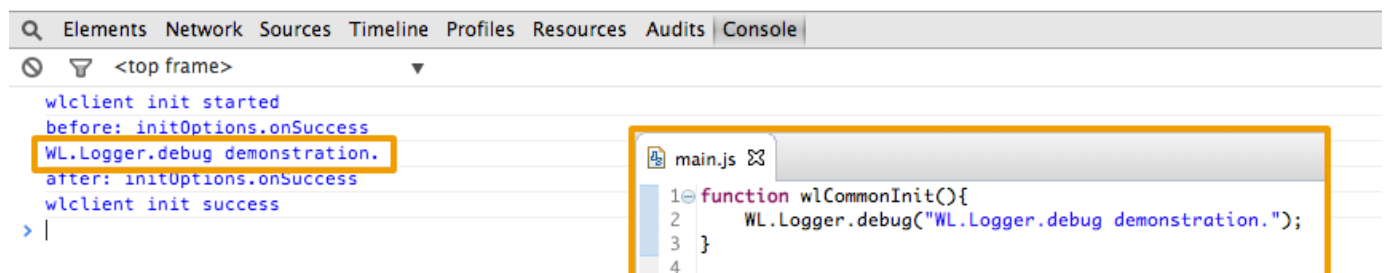 Elements Network Sources Timeline Profiles Resources Audits Console
<top frame>
wlclient init started
before: initOptions.onSuccess
WL.Logger.debug demonstration.
after: initOptions.onSuccess
wlclient init success
>
main.js
1 function wlCommonInit(){
2 WL.Logger.debug("WL.Logger.debug demonstration.");
3 }
4